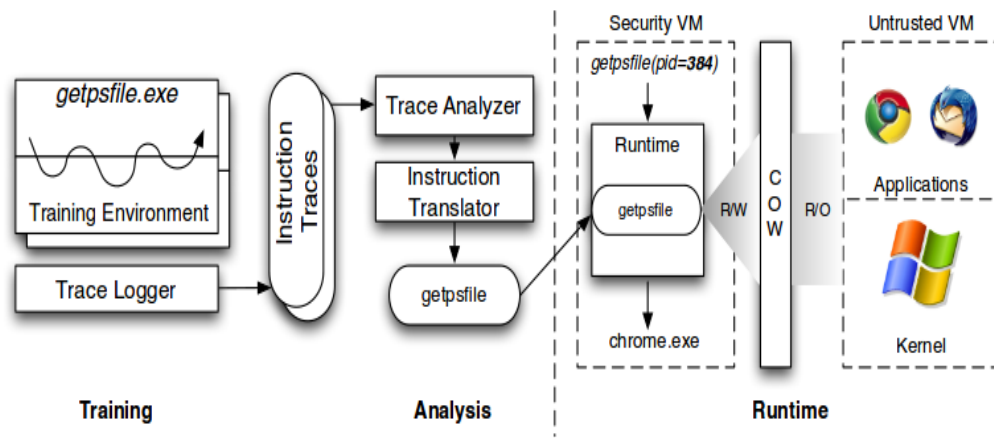 getpsfile.exe
Training Environment
Trace Logger
Instruction
Traces
Trace Analyzer
Instruction
Translator
getpsfile
Security VM
getpsfile(pid=384)
Runtime
getpsfile
chrome.exe
R/W
C
O
W
R/O
Untrusted VM
Applications
Kernel
Training
Analysis
Runtime